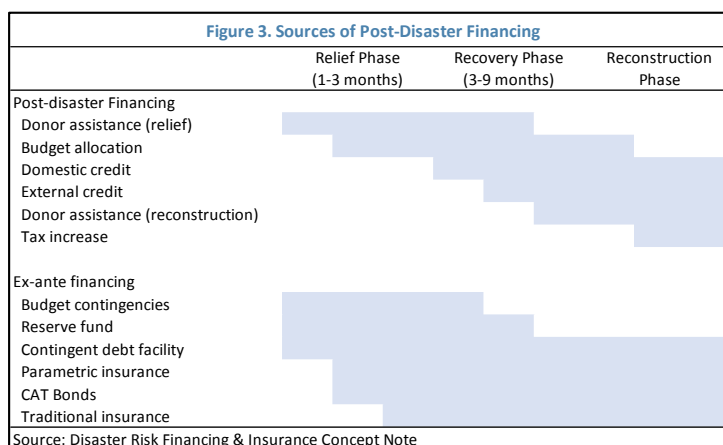 Figure 3. Sources of Post-Disaster Financing
Relief Phase Recovery Phase Reconstruction
(1-3 months) (3-9 months) Phase
Post-disaster Financing
Donor assistance (relief)
Budget allocation
Domestic credit
External credit
Donor assistance (reconstruction)
Tax increase
Ex-ante financing
Budget contingencies
Reserve fund
Contingent debt facility
Parametric insurance
CAT Bonds
Traditional insurance
Source: Disaster Risk Financing & Insurance Concept Note